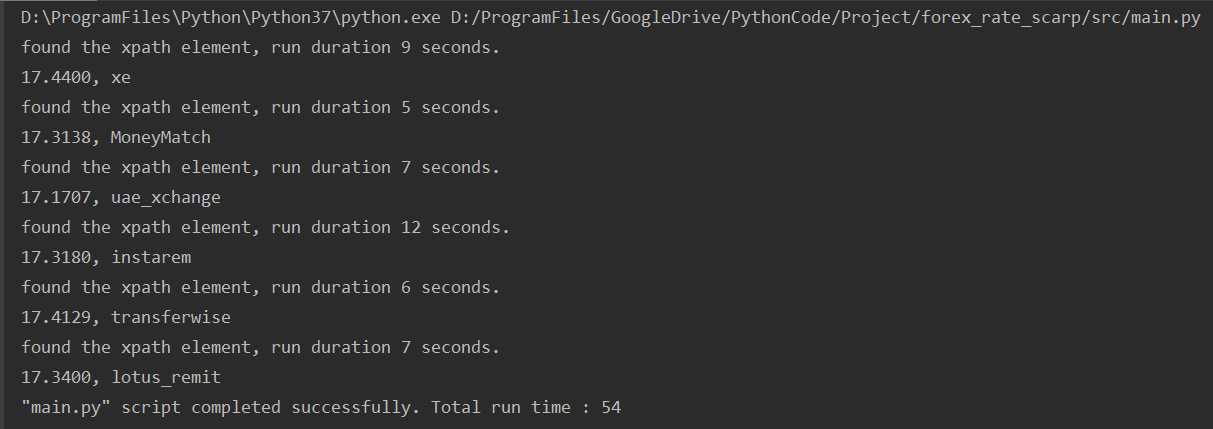 D:\ProgramFiles\Python\Python37\python.exe D:/ProgramFiles/GoogleDrive/PythonCode/Project/forex_rate_scarp/src/main.py
found the xpath element, run duration 9 seconds.
17.4400, xe
found the xpath element, run duration 5 seconds.
17.3138, MoneyMatch
found the xpath element, run duration 7 seconds.
17.1707, uae_xchange
found the xpath element, run duration 12 seconds.
17.3180, instarem
found the xpath element, run duration 6 seconds.
17.4129, transferwise
found the xpath element, run duration 7 seconds.
17.3400, lotus_remit
"main.py" script completed successfully. Total run time : 54